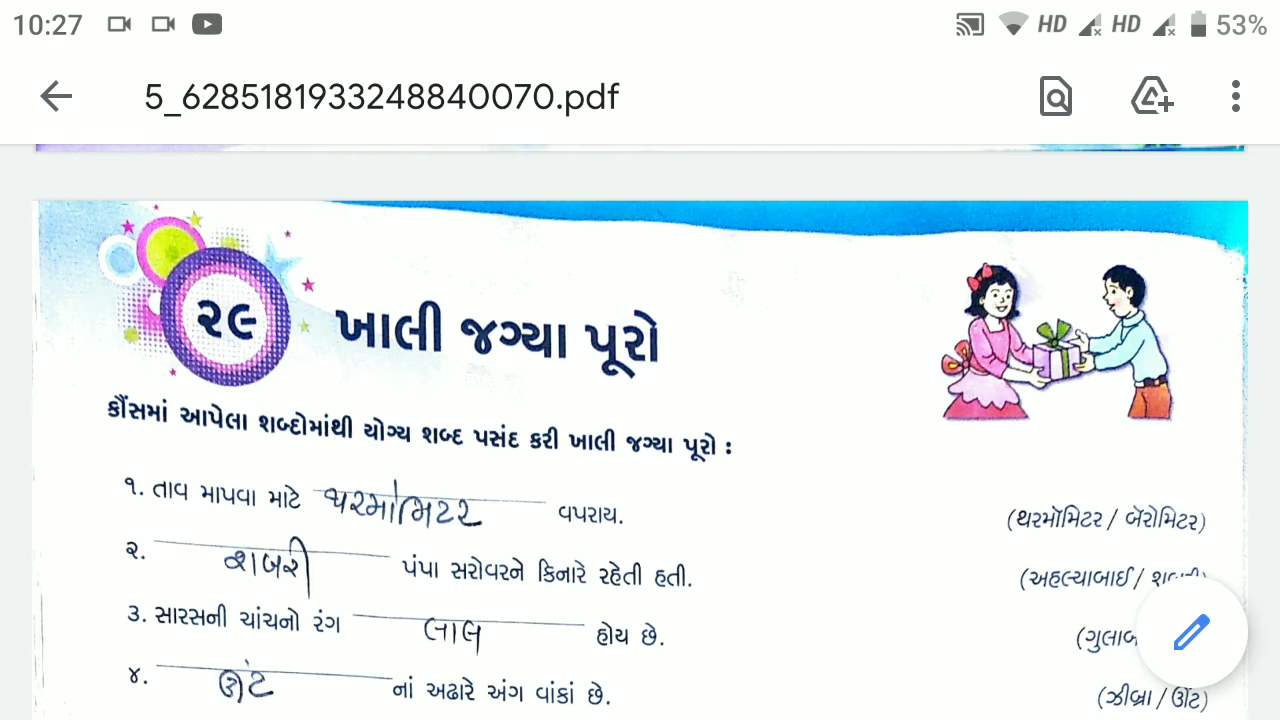 10:27 HD HD 53%
5_6285181933248840070.pdf
૨૯ ખાલી જગ્યા પૂરો
કૌંસમાં આપેલા શબ્દોમાંથી યોગ્ય શબ્દ પસંદ કરી ખાલી જગ્યા પૂરો :
૧. તાવ માપવા માટે થરમૉમિટર વપરાય. (થરમૉમિટર / બૅરોમિટર)
૨. શબરી પંપા સરોવરને કિનારે રહેતી હતી. (અહલ્યાબાઈ /
૩. સારસની ચાંચનો રંગ લાલ હોય છે.
૪. ઊંટ નાં અઢારે અંગ વાંકાં છે. (ઝીબ્રા / ઊંટ)